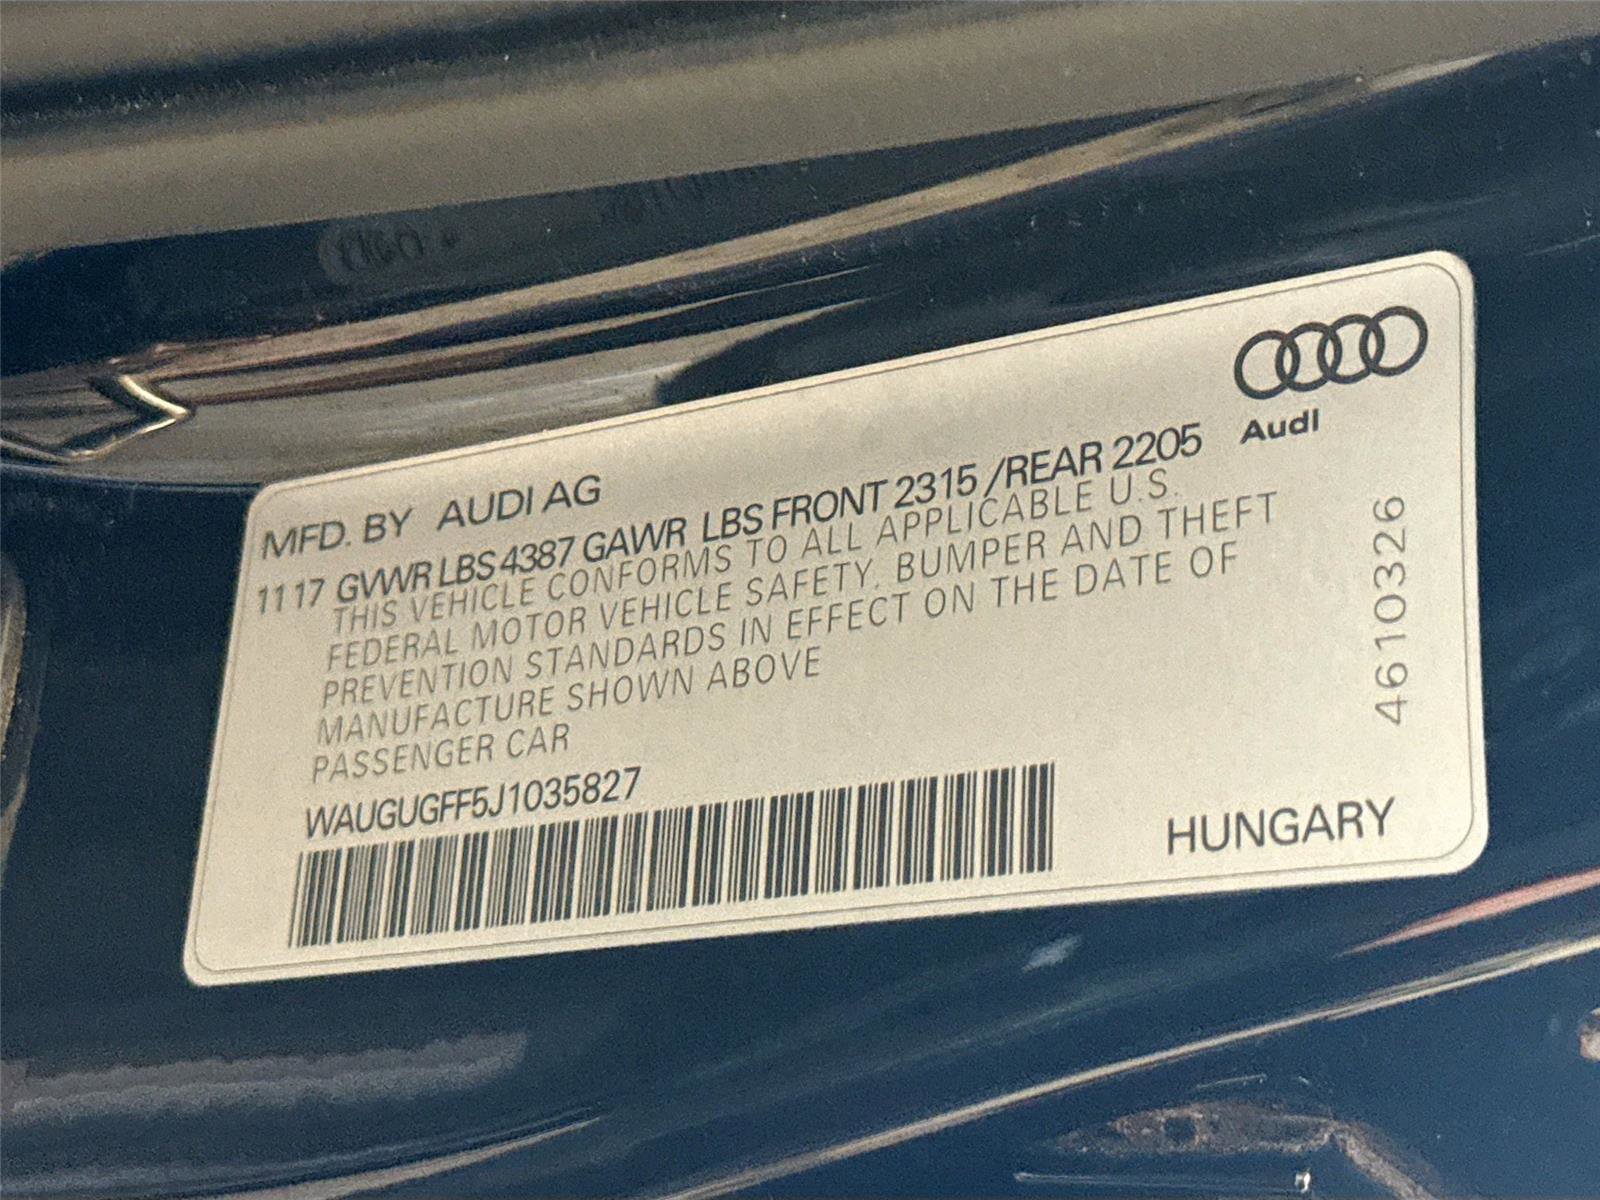 Audi
MFD. BY AUDI AG
1117 GVWR LBS 4387 GAWR LBS FRONT 2315 /REAR 2205
THIS VEHICLE CONFORMS TO ALL APPLICABLE U.S.
FEDERAL MOTOR VEHICLE SAFETY, BUMPER AND THEFT
PREVENTION STANDARDS IN EFFECT ON THE DATE OF
MANUFACTURE SHOWN ABOVE
PASSENGER CAR
WAUGUGFF5J1035827
HUNGARY
4610326